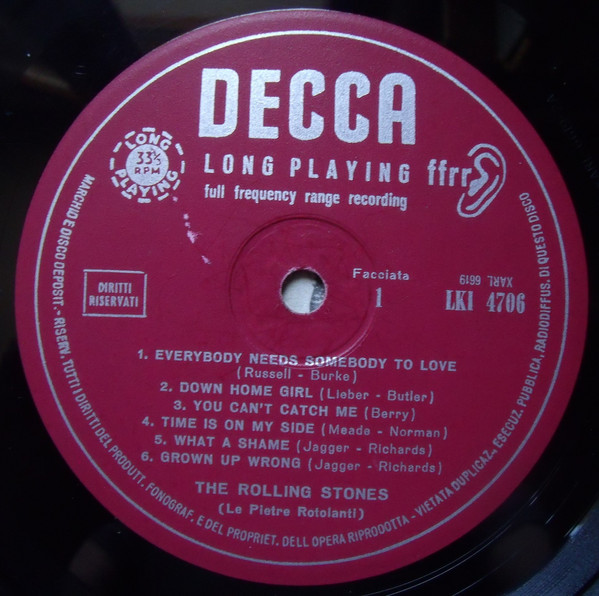 DECCA
LONG PLAYING
33⅓
RPM
LONG PLAYING ffrr
full frequency range recording
DIRITTI
RISERVATI
Facciata
1
XART. 6619
LKI 4706
1. EVERYBODY NEEDS SOMEBODY TO LOVE
(Russell - Burke)
2. DOWN HOME GIRL (Lieber - Butler)
3. YOU CAN'T CATCH ME (Berry)
4. TIME IS ON MY SIDE (Meade - Norman)
5. WHAT A SHAME (Jagger - Richards)
6. GROWN UP WRONG (Jagger - Richards)
THE ROLLING STONES
(Le Pietre Rotolanti)
MARCHIO E DISCO DEPOSIT. - RISERV. TUTTI I DIRITTI DEL PRODUTT. FONOGRAF. E DEL PROPRIET. DELL OPERA RIPRODOTTA - VIETATA DUPLICAZ. ESECUZ. PUBBLICA, RADIODIFFUS. DI QUESTO DISCO